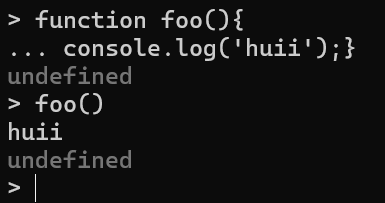 > function foo(){
... console.log('huii');}
undefined
> foo()
huii
undefined
>